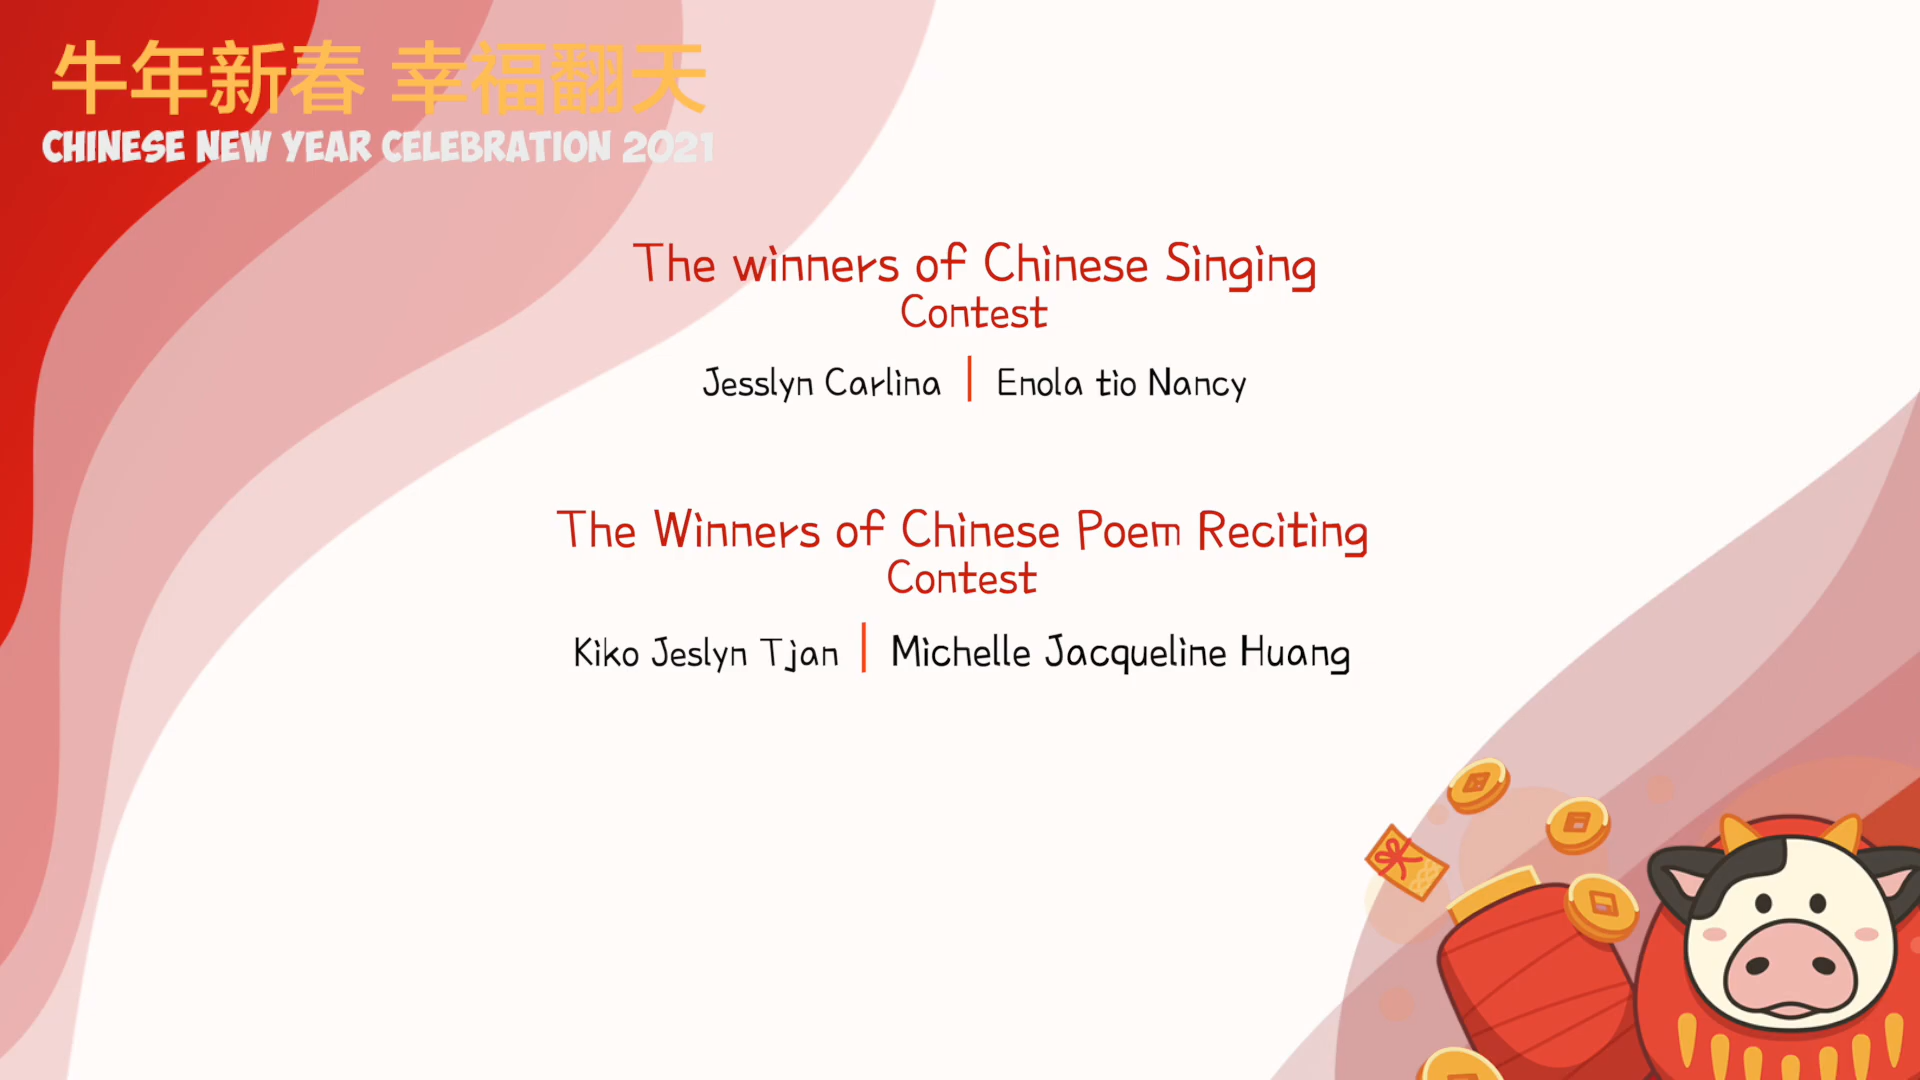 牛年新春 幸福翻天
CHINESE NEW YEAR CELEBRATION 2021
The winners of Chinese Singing
Contest
Jesslyn Carlina | Enola tio Nancy
The Winners of Chinese Poem Reciting
Contest
Kiko Jeslyn Tjan | Michelle Jacqueline Huang